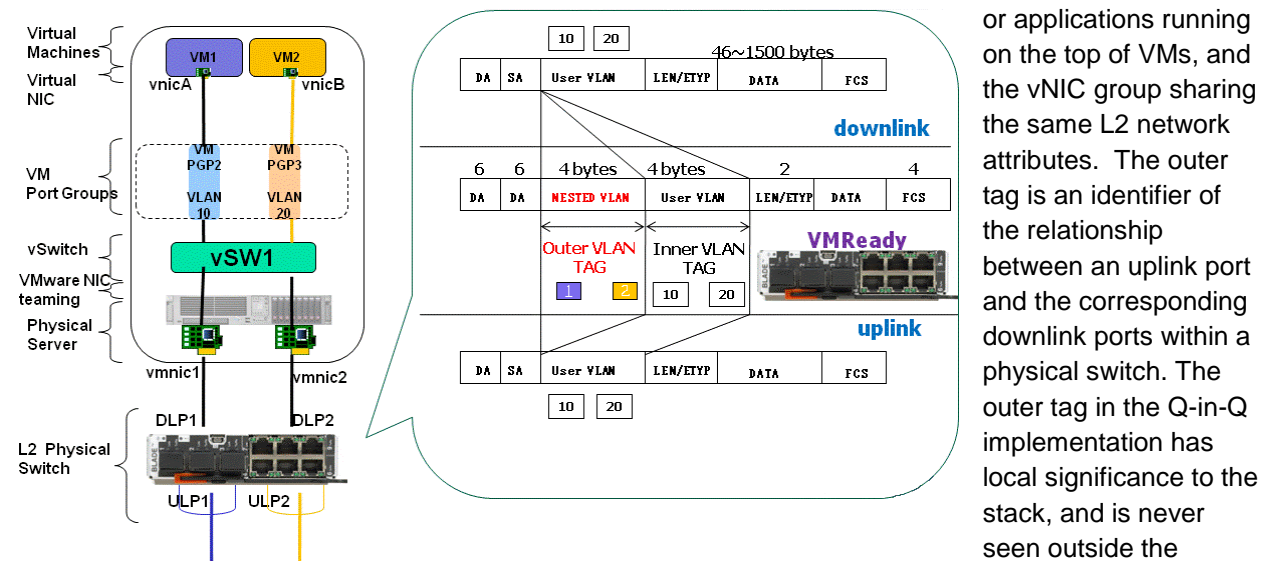 Virtual
Machines
Virtual
NIC
VM1
VM2
vnicA
vnicB
VM
Port Groups
VM
PGP2
VLAN
10
VM
PGP3
VLAN
20
vSwitch
vSW1
VMware NIC
teaming
Physical
Server
vmnic1
vmnic2
DLP1
DLP2
L2 Physical
Switch
BLADE
ULP1
ULP2
10 20
46~1500 bytes
DA SA User VLAN LEN/ETYP DATA FCS
downlink
6 6 4 bytes 4 bytes 2 4
DA DA NESTED VLAN User VLAN LEN/ETYP DATA FCS
Outer VLAN
TAG
1 2
Inner VLAN
TAG
10 20
VMReady
BLADE
uplink
DA SA User VLAN LEN/ETYP DATA FCS
10 20
or applications running
on the top of VMs, and
the vNIC group sharing
the same L2 network
attributes. The outer
tag is an identifier of
the relationship
between an uplink port
and the corresponding
downlink ports within a
physical switch. The
outer tag in the Q-in-Q
implementation has
local significance to the
stack, and is never
seen outside the